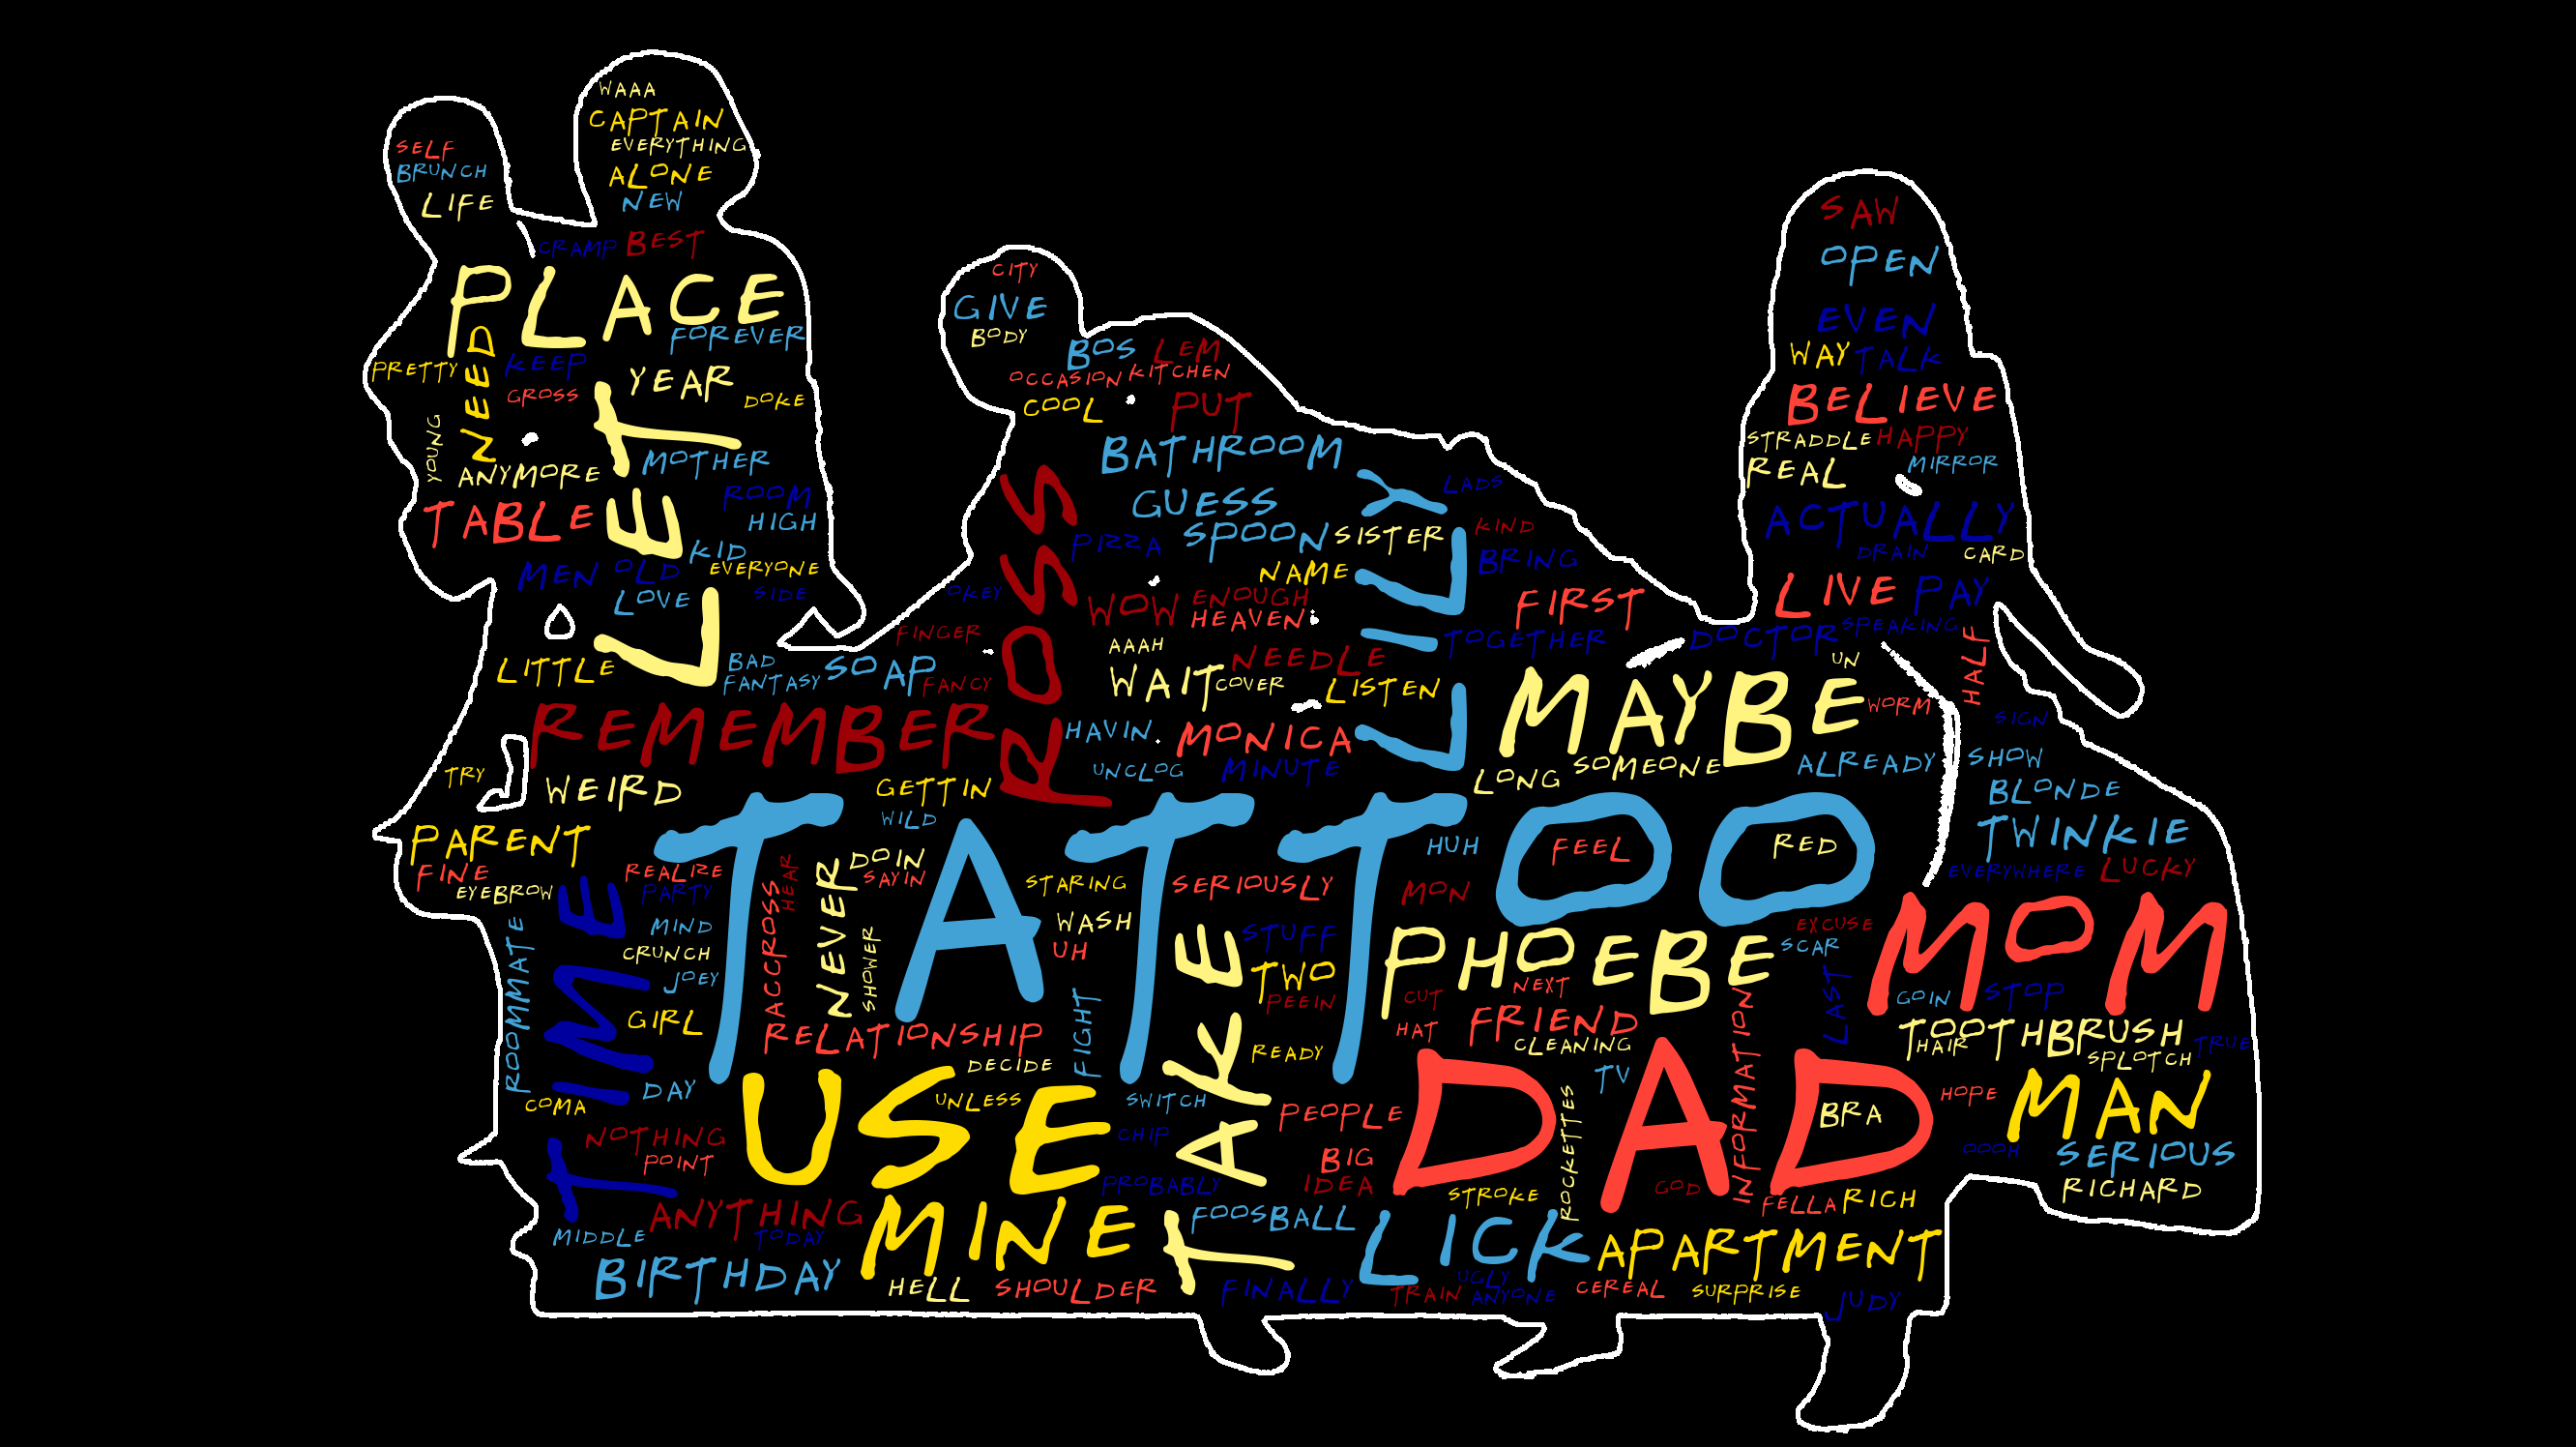 WAAA
CAPTAIN
EVERYTHING
ALONE
NEW
SELF
BRUNCH
LIFE
CRAMP
BEST
PLACE
FOREVER
NEED
PRETTY
KEEP
GROSS
YEAR
DOKE
YOUNG
ANYMORE
LET
MOTHER
TABLE
ROOM
HIGH
KID
EVERYONE
MEN
OLD
LOVE
SIDE
LITTLE
BAD
FANTASY
SOAP
FINGER
FANCY
OKEY
REMEMBER
CITY
GIVE
BODY
BOS
LEM
OCCASION
KITCHEN
COOL
PUT
BATHROOM
GUESS
ROSS
PIZZA
SPOON
SISTER
LILY
LADS
KIND
BRING
NAME
WOW
ENOUGH
HEAVEN
FIRST
AAAH
NEEDLE
TOGETHER
WAIT
COVER
LISTEN
HAVIN
MONICA
UNCLOG
MINUTE
SAW
OPEN
EVEN
WAY
TALK
BELIEVE
STRADDLE
HAPPY
REAL
MIRROR
ACTUALLY
DRAIN
CARD
LIVE
PAY
DOCTOR
SPEAKING
UN
HALF
MAYBE
WORM
SIGN
LONG
SOMEONE
ALREADY
SHOW
BLONDE
TWINKIE
EVERYWHERE
LUCKY
TRY
WEIRD
GETTIN
WILD
PARENT
FINE
EYEBROW
REALIZE
PARTY
TIME
TATTOO
HEAR
ACCROSS
NEVER
DOIN
SAYIN
SHOWER
STARING
WASH
UH
SERIOUSLY
HUH
MON
FEEL
RED
MIND
CRUNCH
JOEY
GIRL
ROOMMATE
RELATIONSHIP
DECIDE
FIGHT
TAKE
STUFF
TWO
PEEIN
READY
PHOEBE
EXCUSE
SCAR
NEXT
CUT
HAT
FRIEND
CLEANING
TV
INFORMATION
LAST
MOM
GOIN
STOP
TOOTHBRUSH
HAIR
SPLOTCH
TRUE
DAY
COMA
NOTHING
POINT
USE
UNLESS
SWITCH
CHIP
PROBABLY
PEOPLE
BIG
IDEA
DAD
BRA
HOPE
MAN
OOOH
SERIOUS
RICHARD
STROKE
ROCKETTES
GOD
FELLA
RICH
ANYTHING
TODAY
MIDDLE
BIRTHDAY
MINE
HELL
SHOULDER
FOOSBALL
FINALLY
LICK
UGLY
TRAIN
ANYONE
APARTMENT
CEREAL
SURPRISE
JUDY